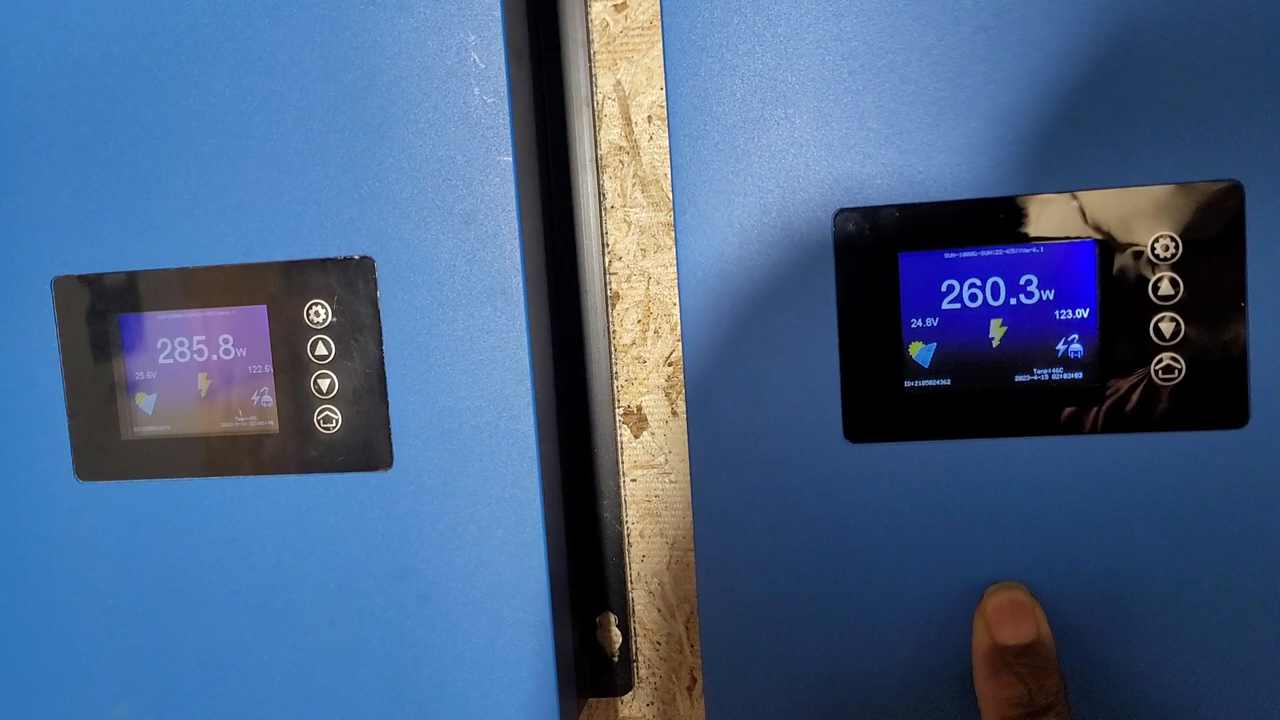 285.8w
25.6V
122.6V
SUN-1000G-SUN(22-65V)Ver6.1
260.3w
24.8V
123.0V
Temp:46C
ID:2105024362
2023-4-15 02:03:03